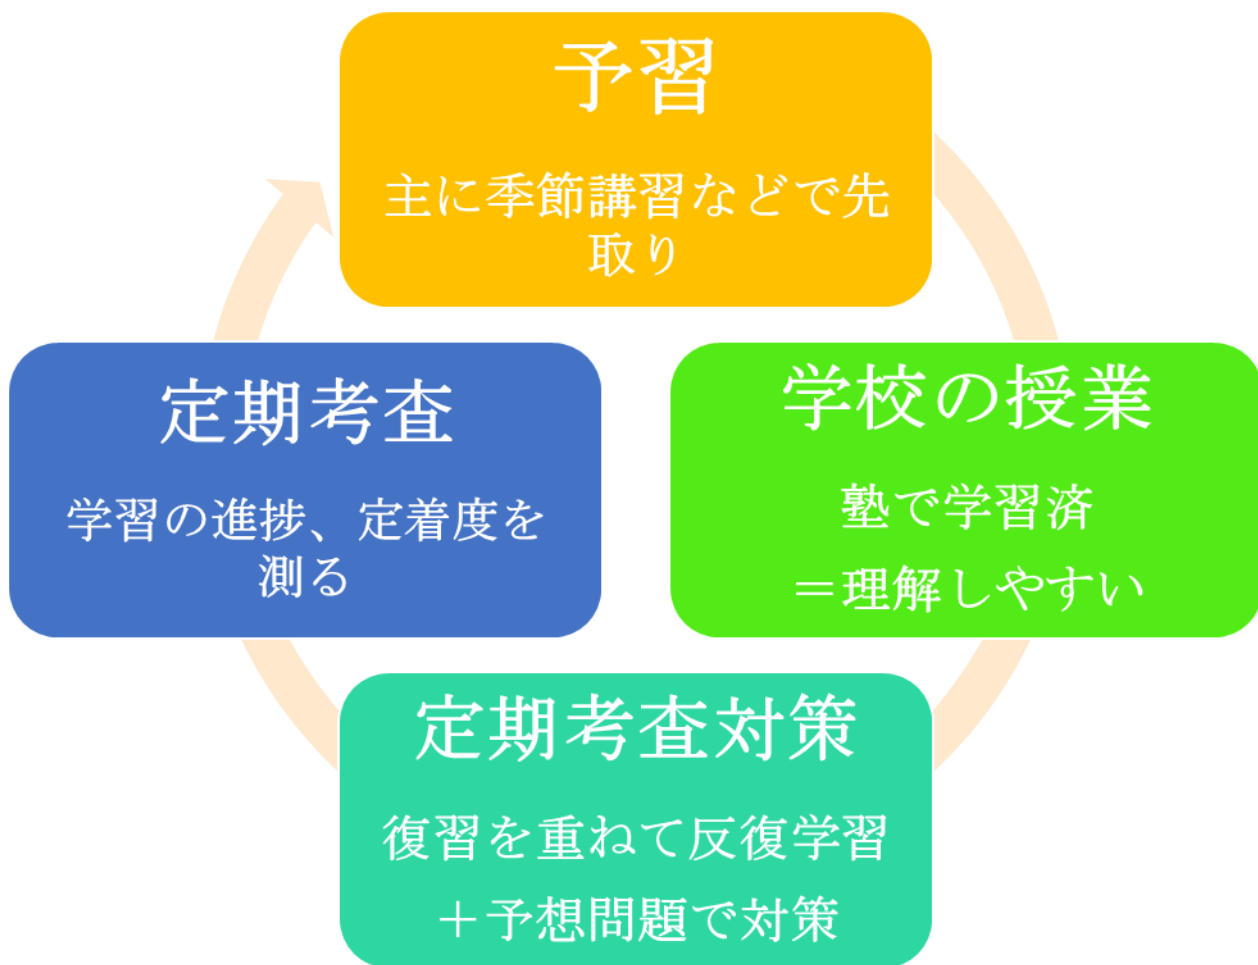 予習
主に季節講習などで先
取り
学校の授業
塾で学習済
＝理解しやすい
定期考査対策
復習を重ねて反復学習
＋予想問題で対策
定期考査
学習の進捗、定着度を
測る